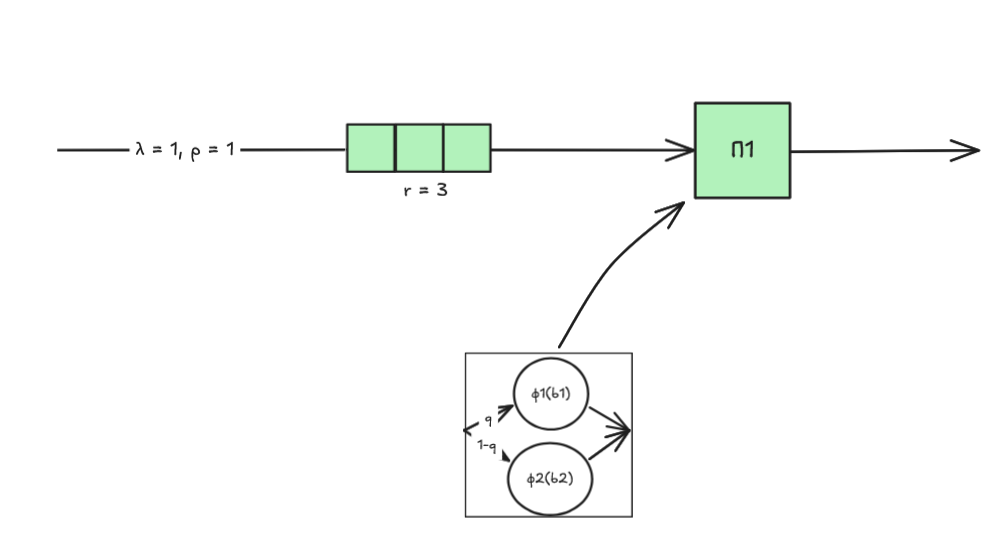 λ = 1, ρ = 1
r = 3
П1
ϕ1(b1)
q
1-q
ϕ2(b2)